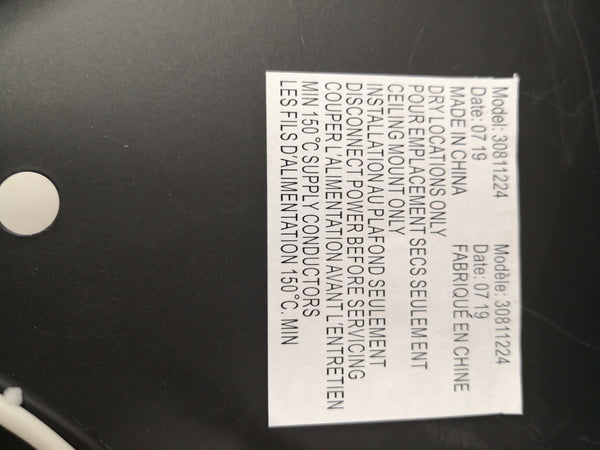 Model: 30811224 Modèle: 30811224
Date: 07 19 Date: 07 19
MADE IN CHINA FABRIQUÉ EN CHINE
DRY LOCATIONS ONLY
POUR EMPLACEMENT SECS SEULEMENT
CEILING MOUNT ONLY
INSTALLATION AU PLAFOND SEULEMENT
DISCONNECT POWER BEFORE SERVICING
COUPER L'ALIMENTATION AVANT L'ENTRETIEN
MIN 150°C SUPPLY CONDUCTORS
LES FILS D'ALIMENTATION 150°C. MIN